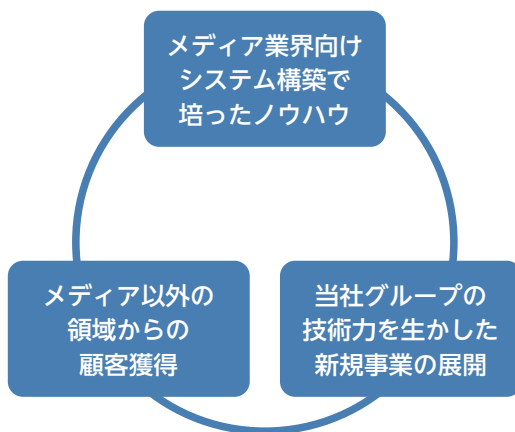 メディア業界向け
システム構築で
培ったノウハウ
メディア以外の
領域からの
顧客獲得
当社グループの
技術力を生かした
新規事業の展開